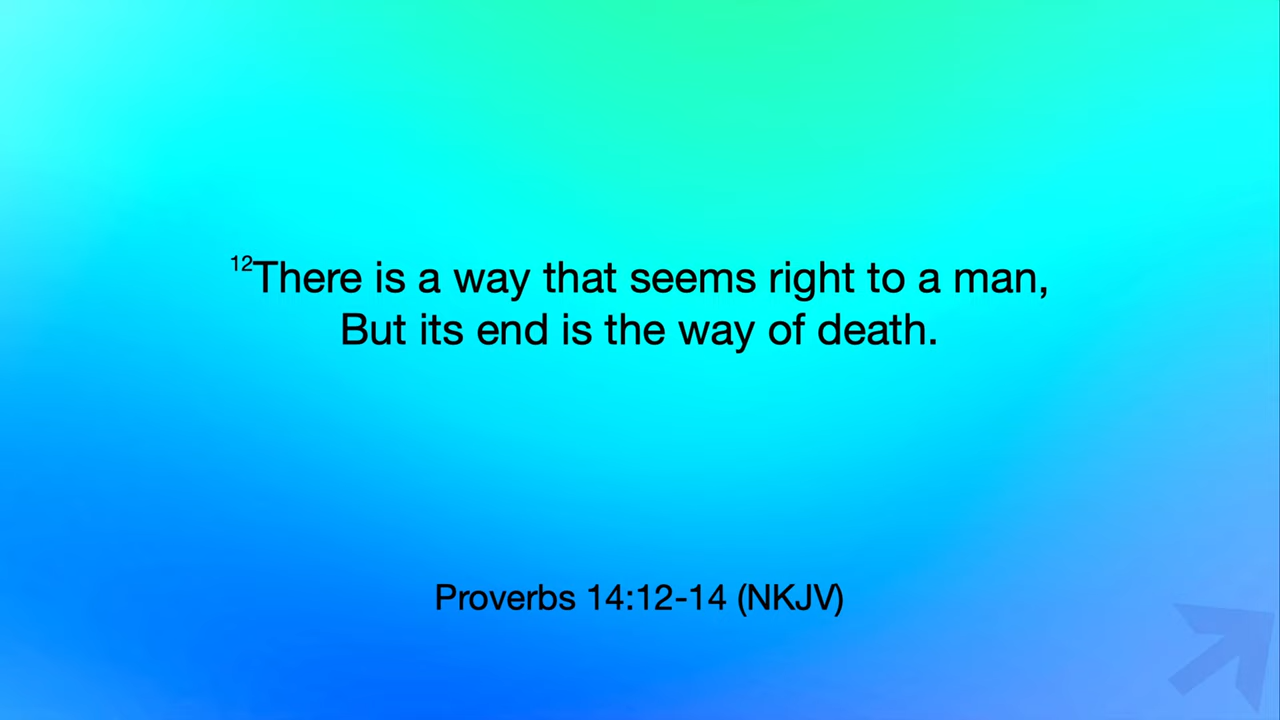 12There is a way that seems right to a man,
But its end is the way of death.
Proverbs 14:12-14 (NKJV)